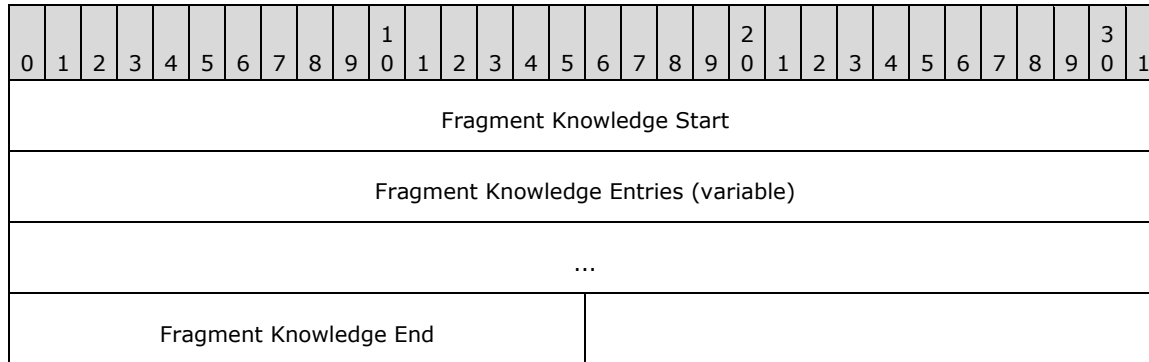 1 2 3
0 1 2 3 4 5 6 7 8 9 0 1 2 3 4 5 6 7 8 9 0 1 2 3 4 5 6 7 8 9 0 1
Fragment Knowledge Start
Fragment Knowledge Entries (variable)
...
Fragment Knowledge End